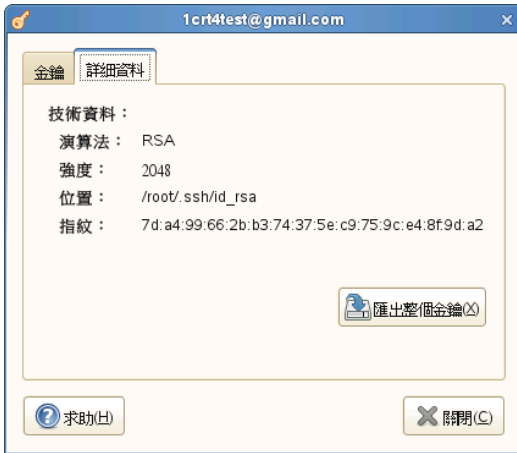 1crt4test@gmail.com
金鑰
詳細資料
技術資料：
演算法： RSA
強度： 2048
位置： /root/.ssh/id_rsa
指紋： 7d:a4:99:66:2b:b3:74:37:5e:c9:75:9c:e4:8f:9d:a2
匯出整個金鑰(X)
求助(H)
關閉(C)